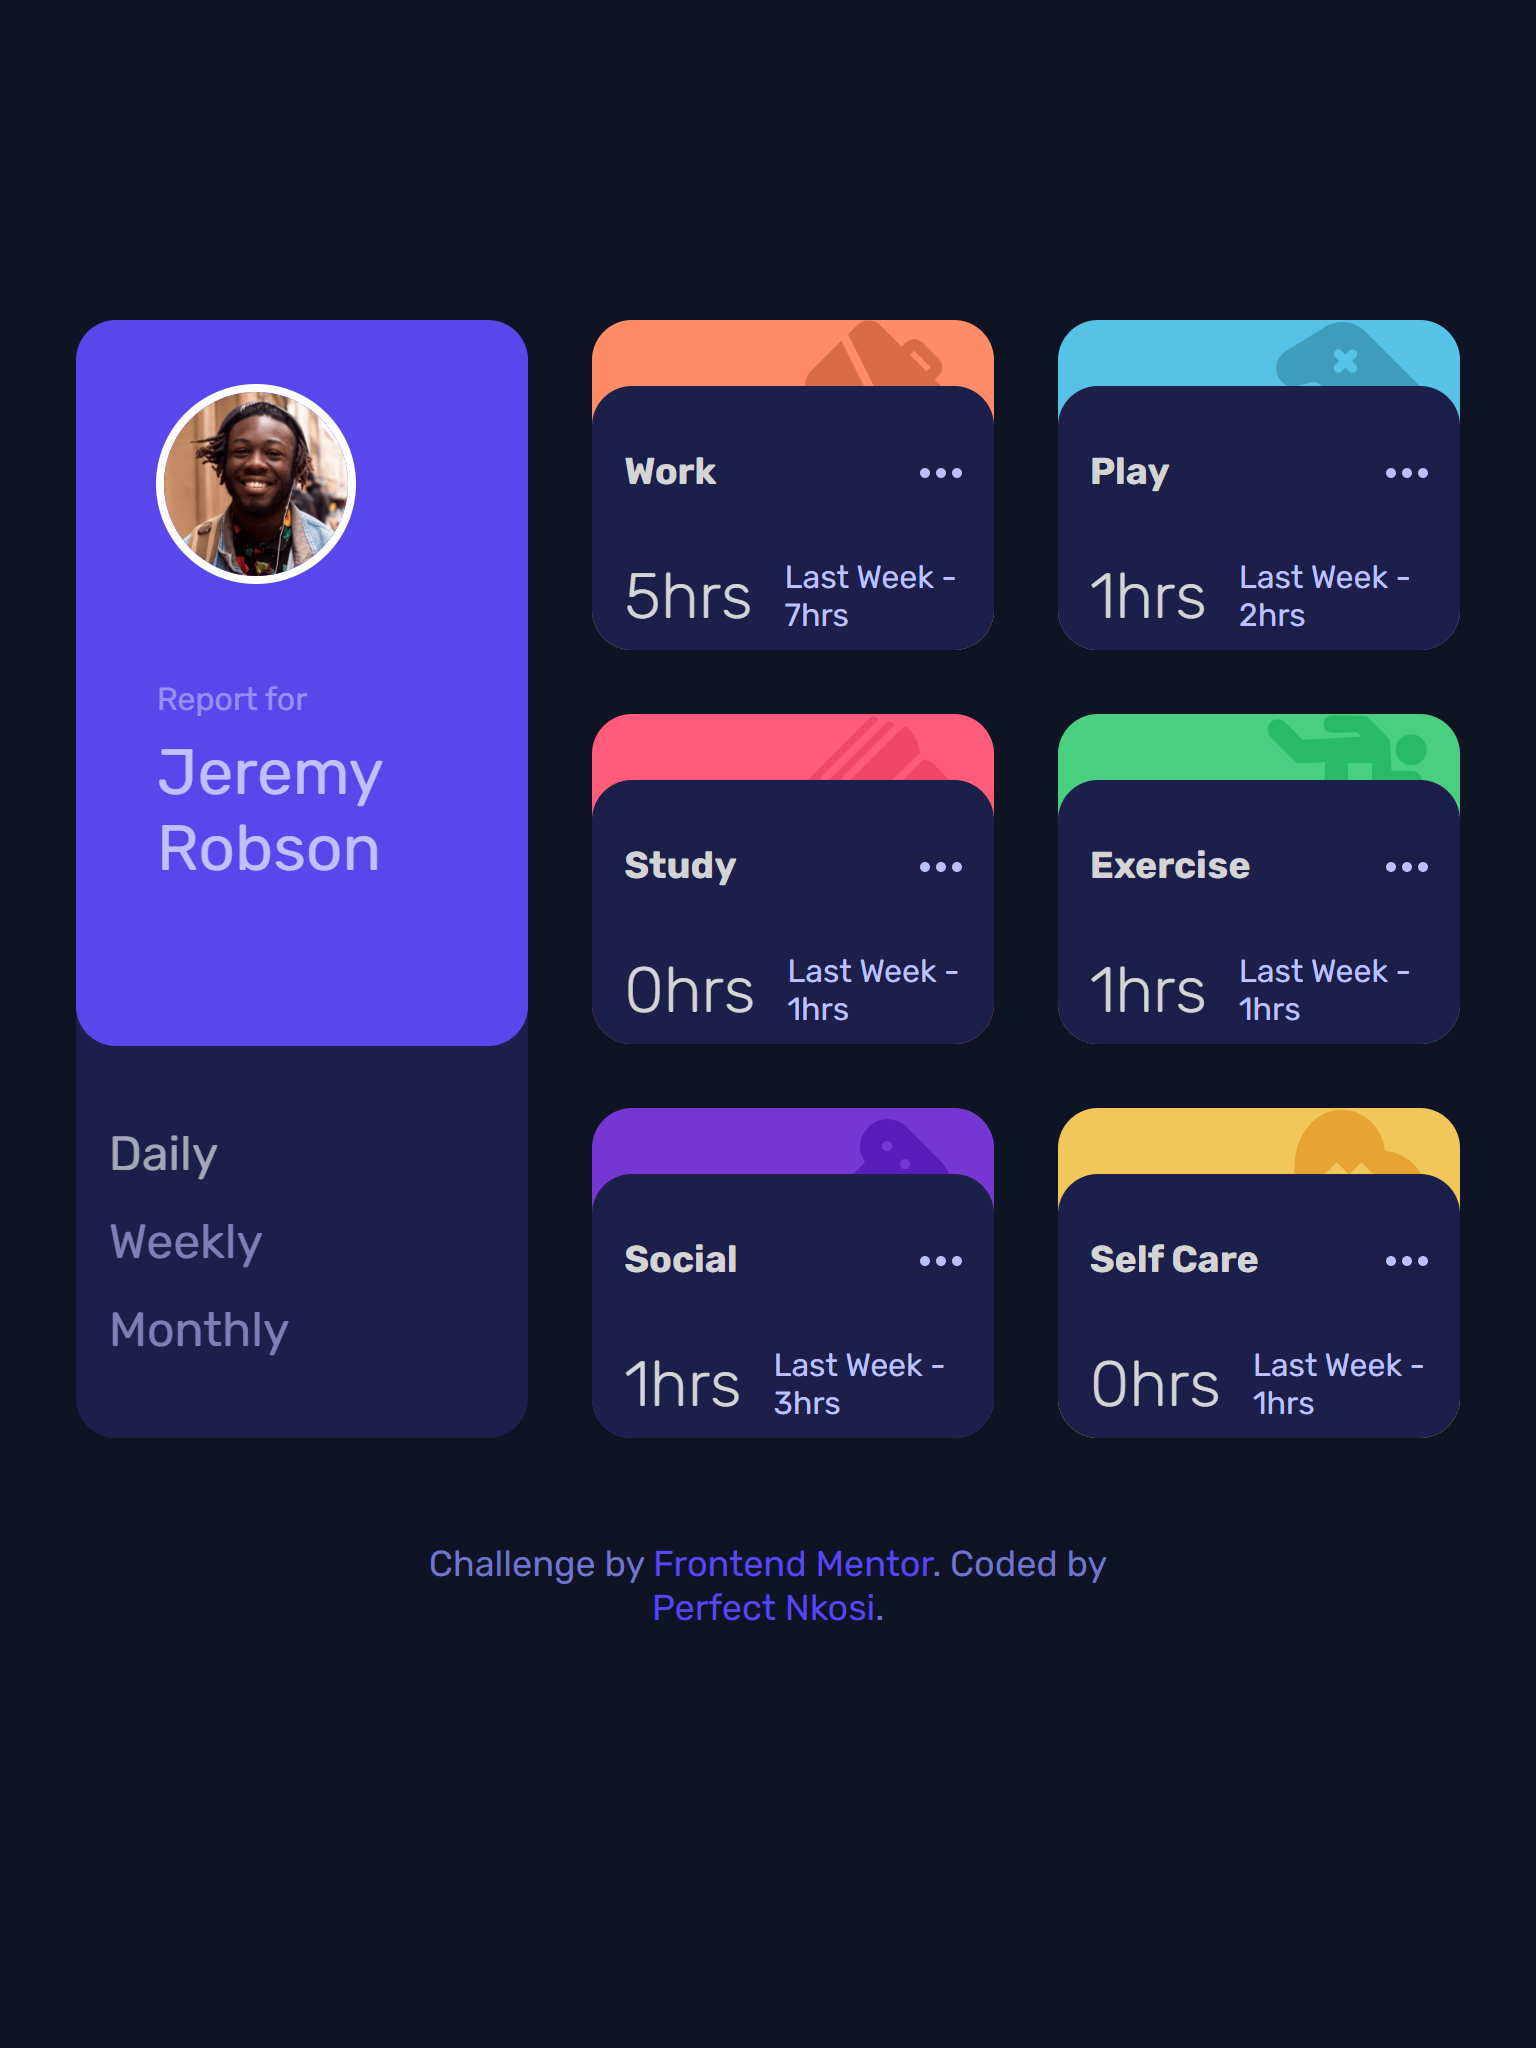 Report for
Jeremy
Robson
Daily
Weekly
Monthly
Work
5hrs
Last Week -
7hrs
Play
1hrs
Last Week -
2hrs
Study
0hrs
Last Week -
1hrs
Exercise
1hrs
Last Week -
1hrs
Social
1hrs
Last Week -
3hrs
Self Care
0hrs
Last Week -
1hrs
Challenge by Frontend Mentor. Coded by
Perfect Nkosi.